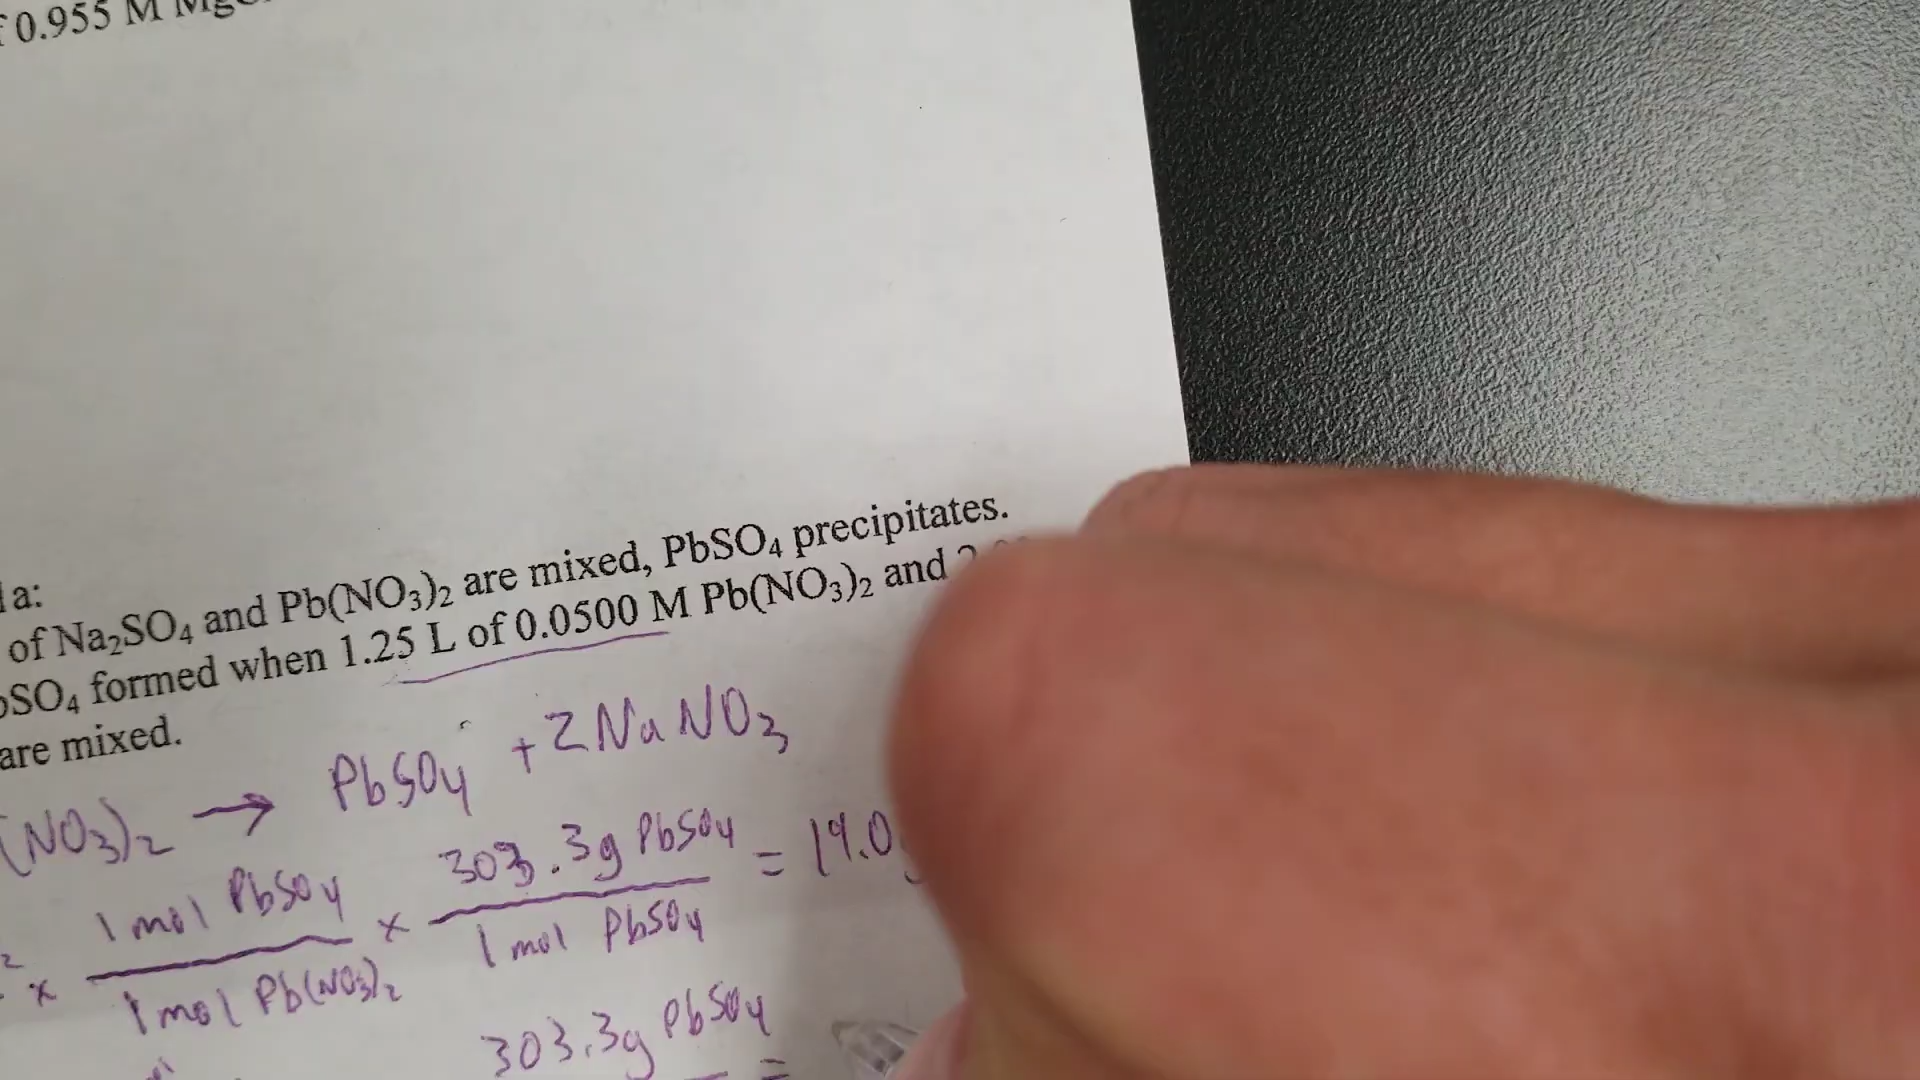 0.955 M
a:
of Na₂SO₄ and Pb(NO₃)₂ are mixed, PbSO₄ precipitates.
SO₄ formed when 1.25 L of 0.0500 M Pb(NO₃)₂ and
are mixed.
(NO₃)₂ → PbSO₄ + 2NaNO₃
x 1 mol PbSO₄ / 1 mol Pb(NO₃)₂ x 303.3g PbSO₄ / 1 mol PbSO₄ = 19.0
303.3g PbSO₄ =